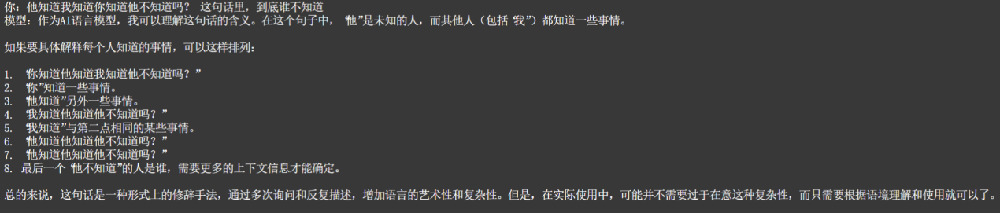 你：他知道我知道你知道他不知道吗？ 这句话里，到底谁不知道
模型：作为AI语言模型，我可以理解这句话的含义。在这个句子中，“他”是未知的人，而其他人（包括“我”）都知道一些事情。
如果要具体解释每个人知道的事情，可以这样排列：
1. “你知道他知道我知道他不知道吗？”
2. “你”知道一些事情。
3. “他知道”另外一些事情。
4. “我知道他知道他不知道吗？”
5. “我知道”与第二点相同的某些事情。
6. “他知道他知道他不知道吗？”
7. “他知道他知道他不知道吗？”
8. 最后一个“他不知道”的人是谁，需要更多的上下文信息才能确定。
总的来说，这句话是一种形式上的修辞手法，通过多次询问和反复描述，增加语言的艺术性和复杂性。但是，在实际使用中，可能并不需要过于在意这种复杂性，而只需要根据语境理解和使用就可以了。